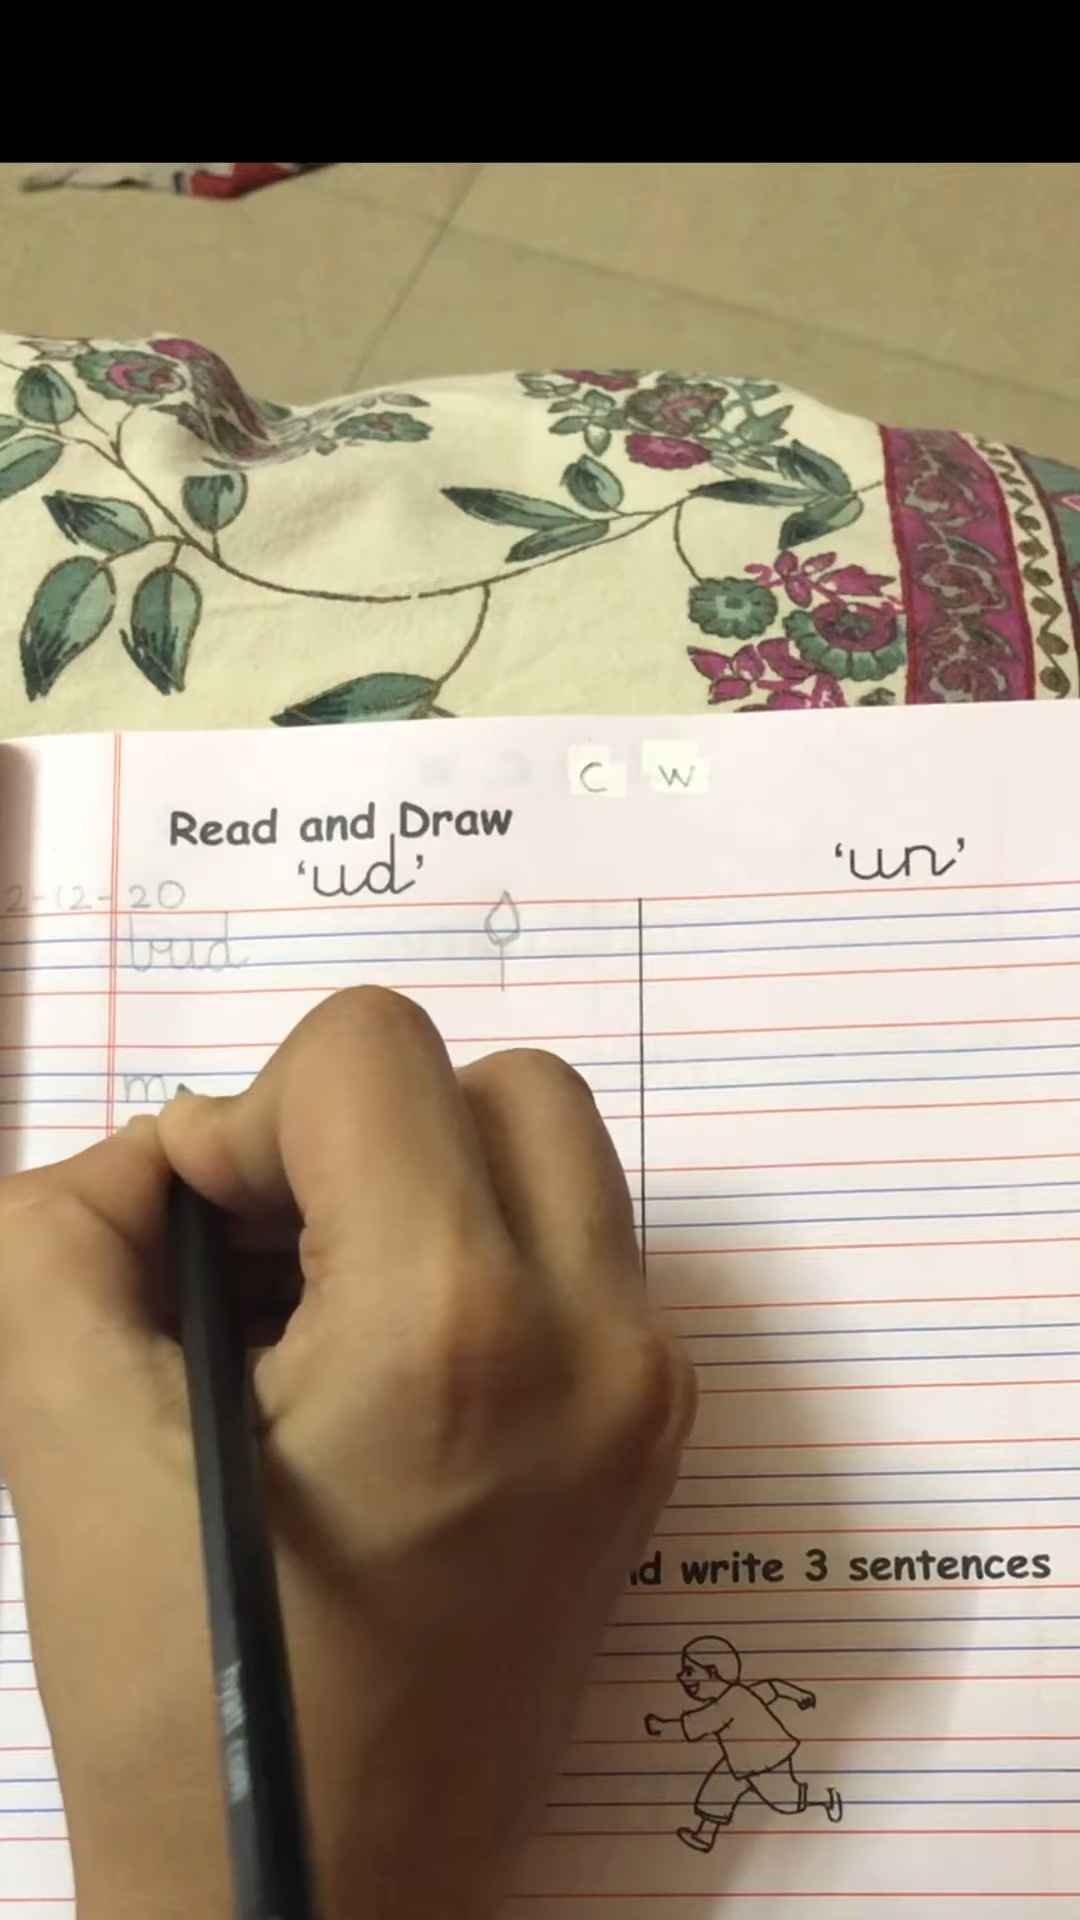 C W
Read and Draw
'ud' 'un'
2-12-20
bud
m
write 3 sentences